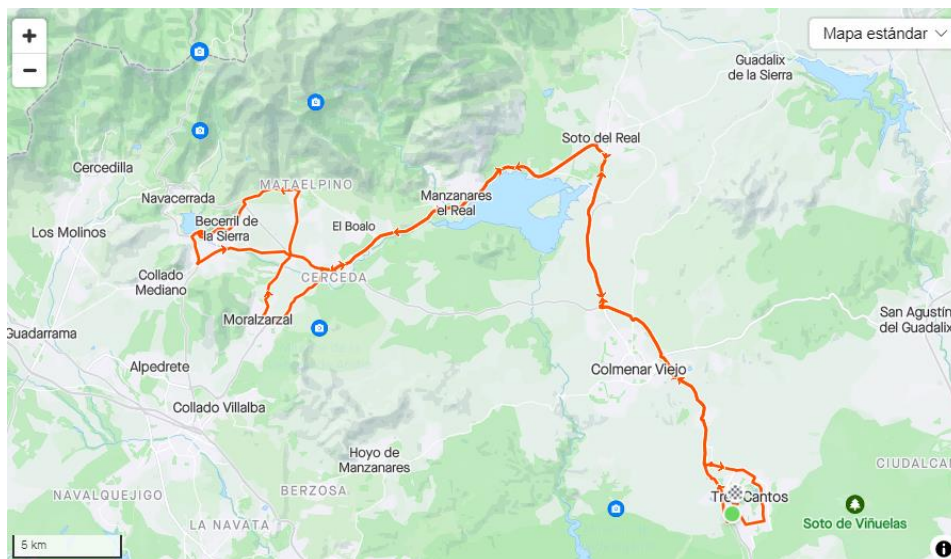 +
−
Mapa estándar
Guadalix
de la Sierra
Soto del Real
Cercedilla
MATAELPINO
Navacerrada
Manzanares
el Real
Becerril de
la Sierra
El Boalo
Los Molinos
CERCEDA
Collado
Mediano
Moralzarzal
San Agustín
del Guadalix
Guadarrama
Colmenar Viejo
Alpedrete
Collado Villalba
Hoyo de
Manzanares
CIUDALCAM
BERZOSA
NAVALQUEJIGO
Tres Cantos
Soto de Viñuelas
LA NAVATA
5 km
i